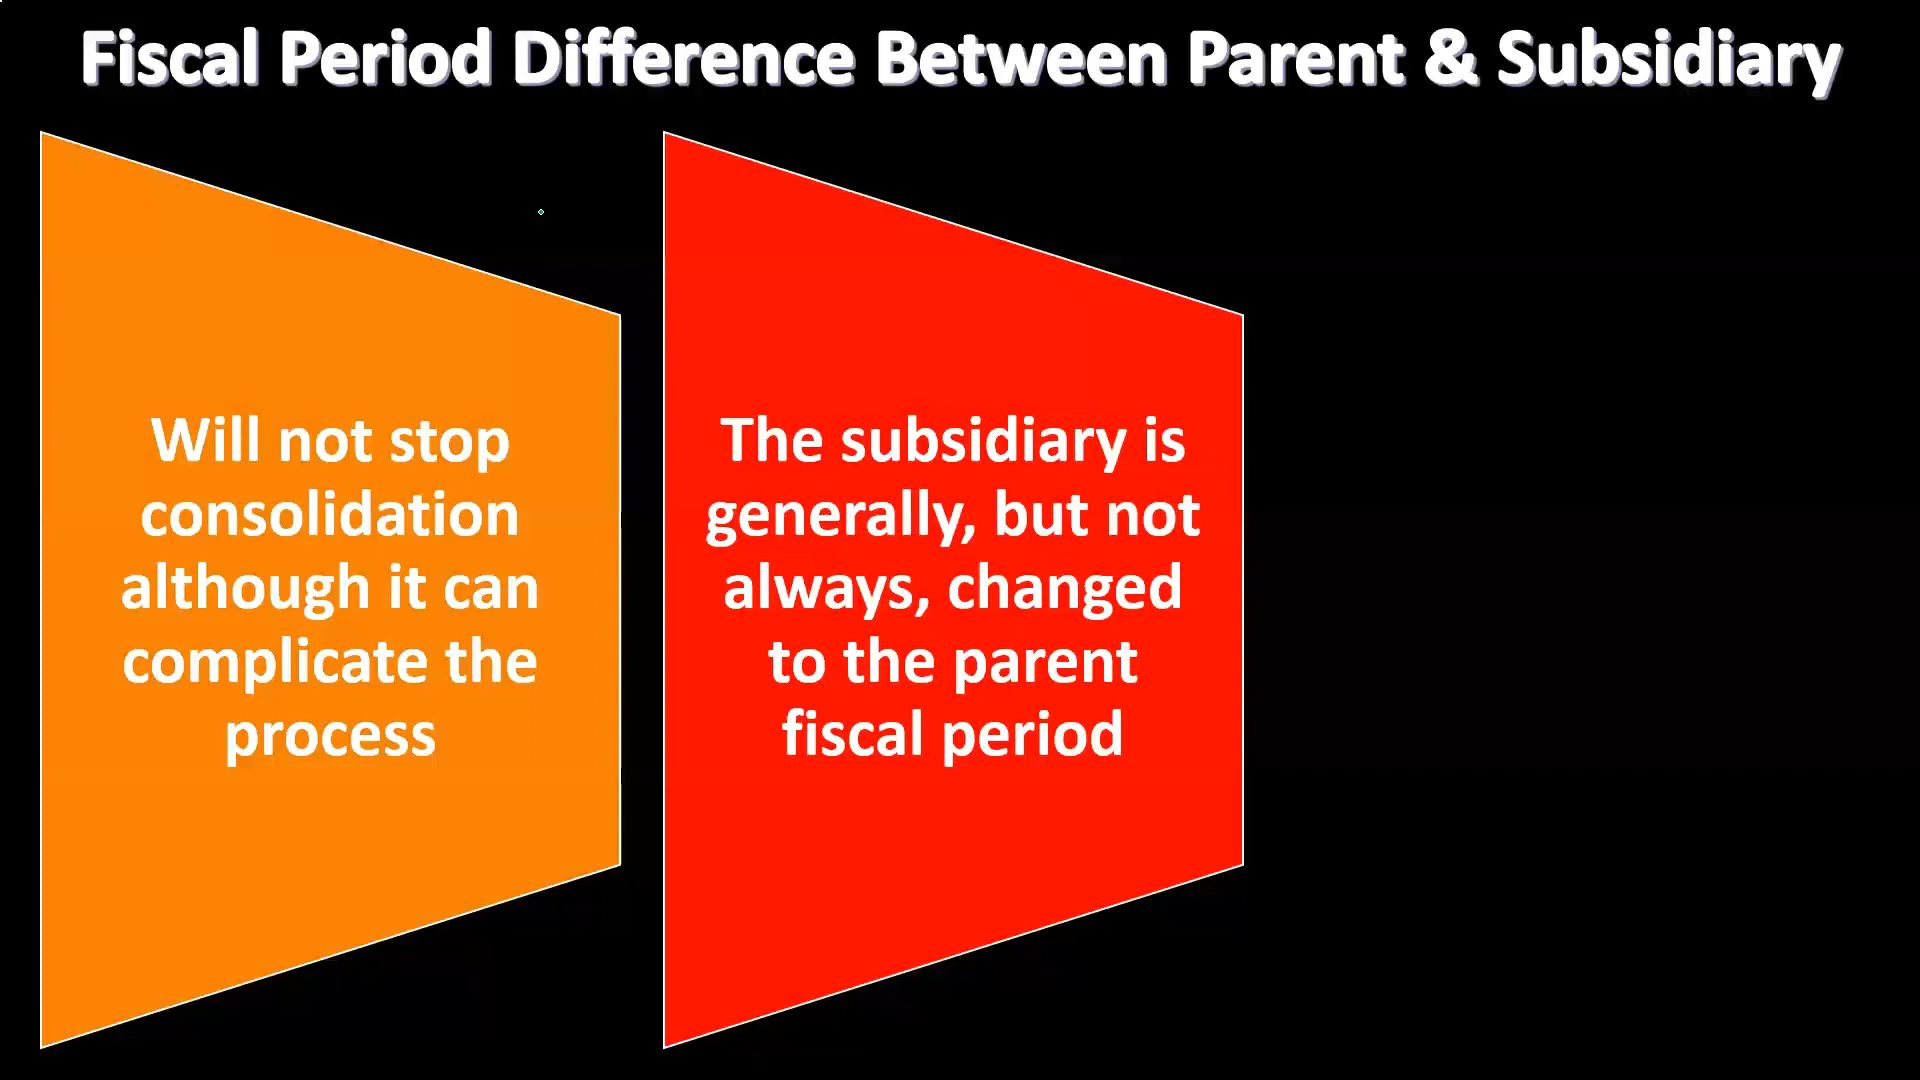 Fiscal Period Difference Between Parent & Subsidiary
Will not stop
consolidation
although it can
complicate the
process
The subsidiary is
generally, but not
always, changed
to the parent
fiscal period